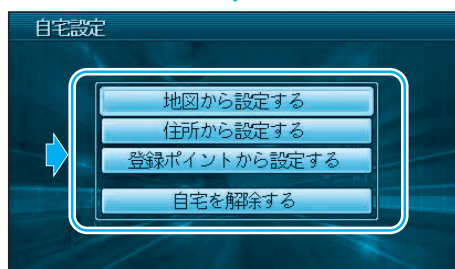 自宅設定
地図から設定する
住所から設定する
登録ポイントから設定する
自宅を解除する